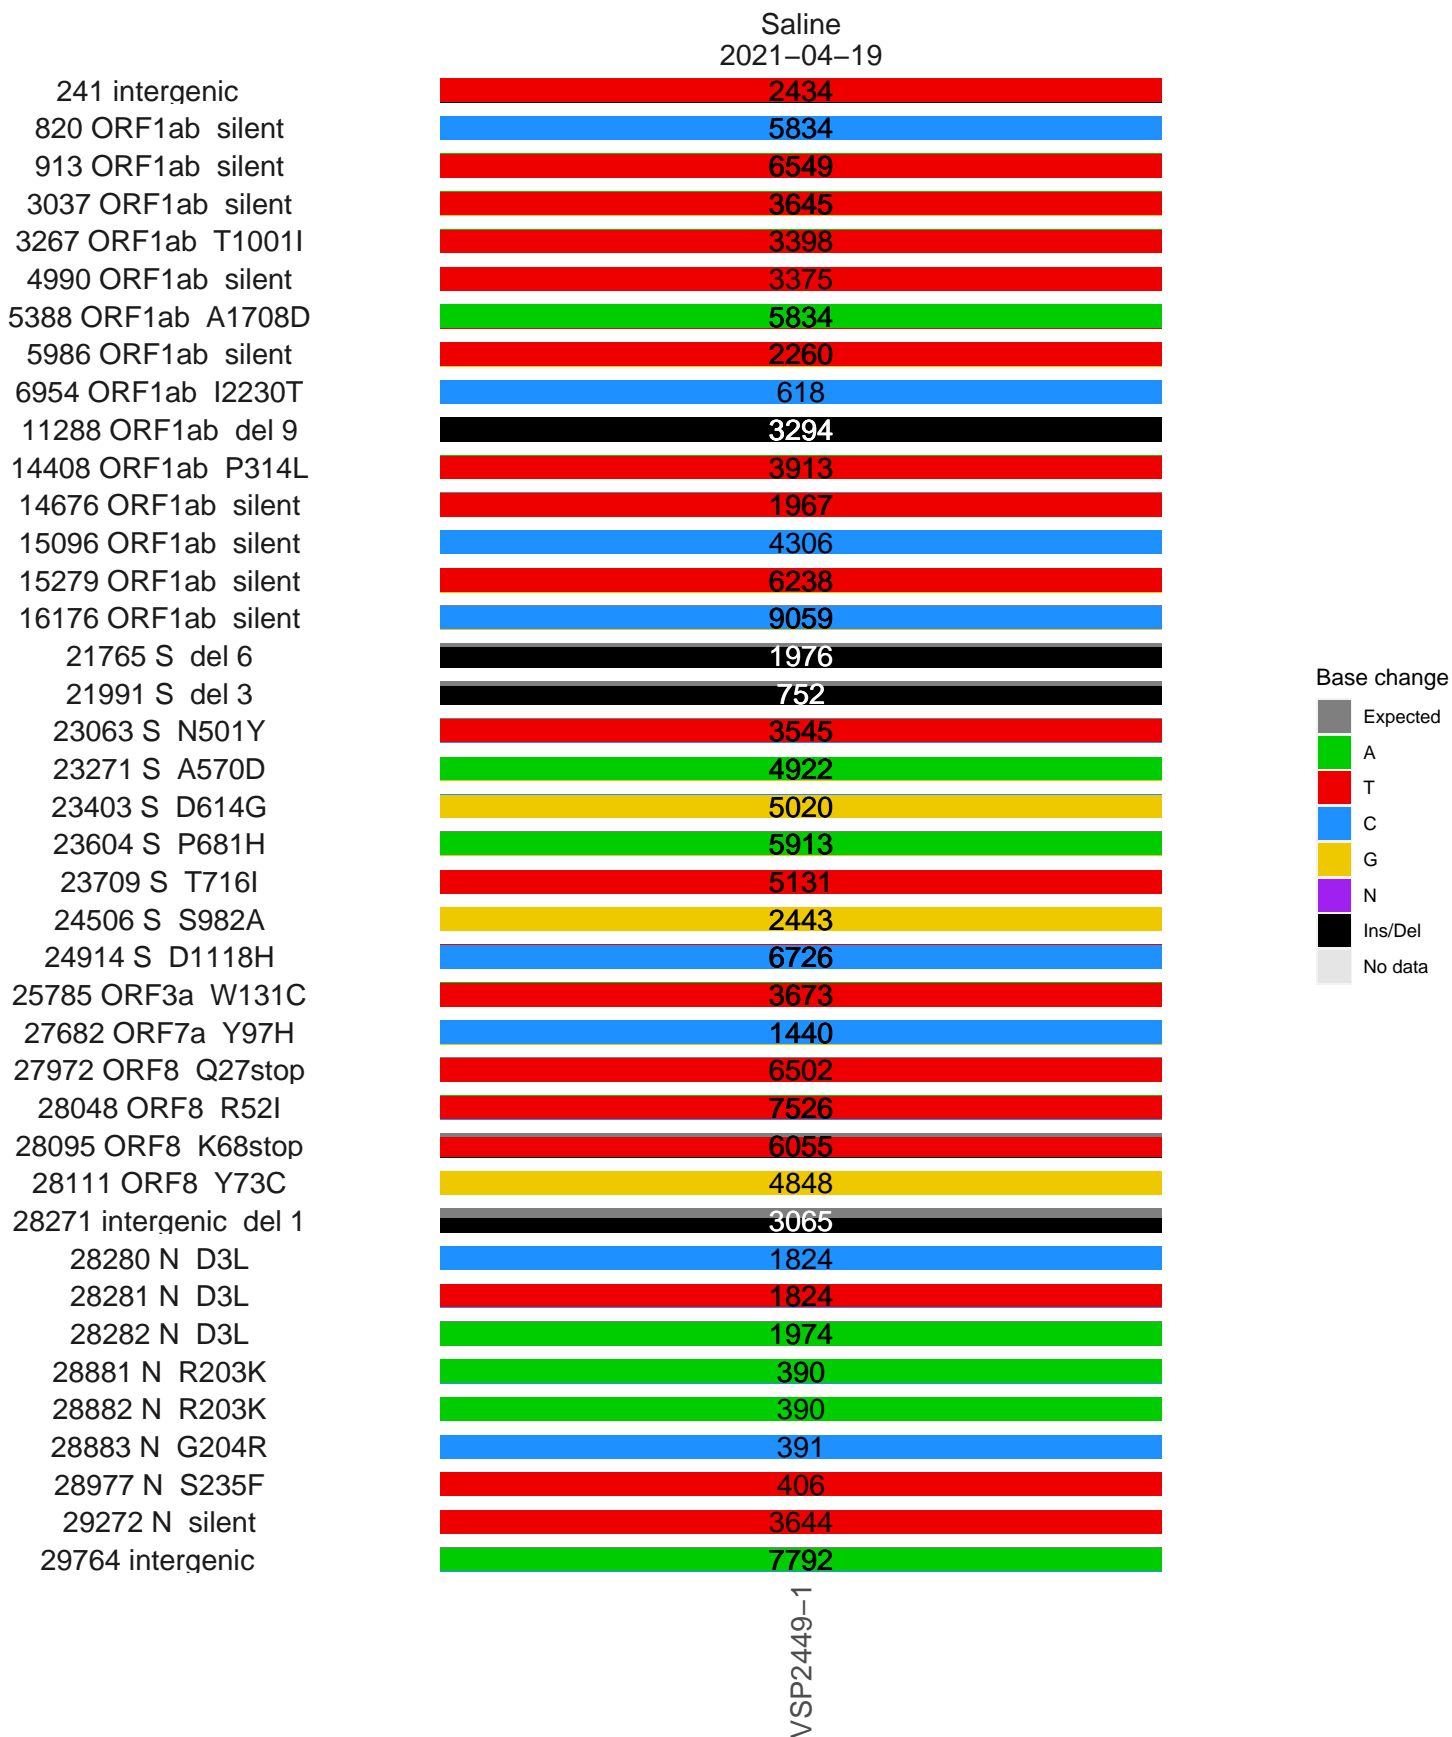 Saline
2021−04−19
241 intergenic 2434
820 ORF1ab silent 5834
913 ORF1ab silent 6549
3037 ORF1ab silent 3645
3267 ORF1ab T1001I 3398
4990 ORF1ab silent 3375
5388 ORF1ab A1708D 5834
5986 ORF1ab silent 2260
6954 ORF1ab I2230T 618
11288 ORF1ab del 9 3294
14408 ORF1ab P314L 3913
14676 ORF1ab silent 1967
15096 ORF1ab silent 4306
15279 ORF1ab silent 6238
16176 ORF1ab silent 9059
21765 S del 6 1976
21991 S del 3 752
23063 S N501Y 3545
23271 S A570D 4922
23403 S D614G 5020
23604 S P681H 5913
23709 S T716I 5131
24506 S S982A 2443
24914 S D1118H 6726
25785 ORF3a W131C 3673
27682 ORF7a Y97H 1440
27972 ORF8 Q27stop 6502
28048 ORF8 R52I 7526
28095 ORF8 K68stop 6055
28111 ORF8 Y73C 4848
28271 intergenic del 1 3065
28280 N D3L 1824
28281 N D3L 1824
28282 N D3L 1974
28881 N R203K 390
28882 N R203K 390
28883 N G204R 391
28977 N S235F 406
29272 N silent 3644
29764 intergenic 7792
VSP2449−1
Base change
Expected
A
T
C
G
N
Ins/Del
No data